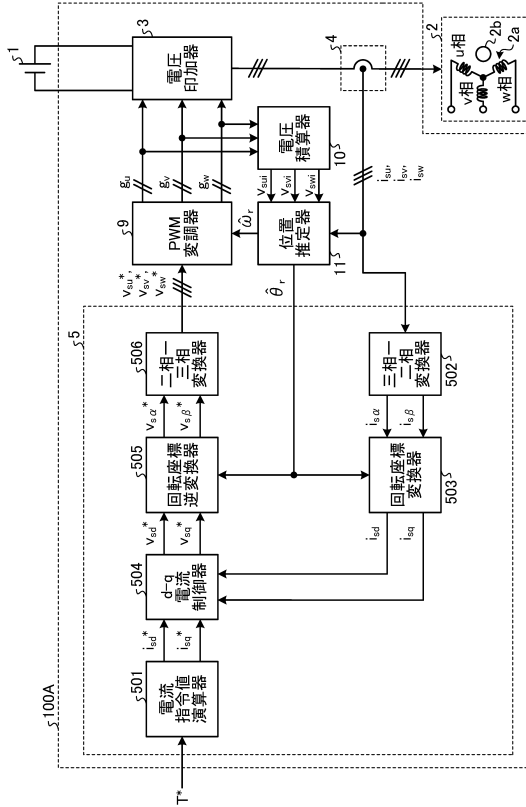 100A
5
T*
501
電流
指令値
演算器
isd*
isq*
504
d-q
電流
制御器
vsd*
vsq*
505
回転座標
逆変換器
vsα*
vsβ*
506
二相ー
三相
変換器
vsu*,
vsv*,
vsw*
9
PWM
変調器
gu
gv
gw
3
電圧
印加器
1
10
電圧
積算器
vsui
vsvi
vswi
11
位置
推定器
ω̂r
θ̂r
isd
isq
503
回転座標
変換器
isα
isβ
502
三相ー
二相
変換器
isu,
isv,
isw
4
2
2b
2a
u相
v相
w相